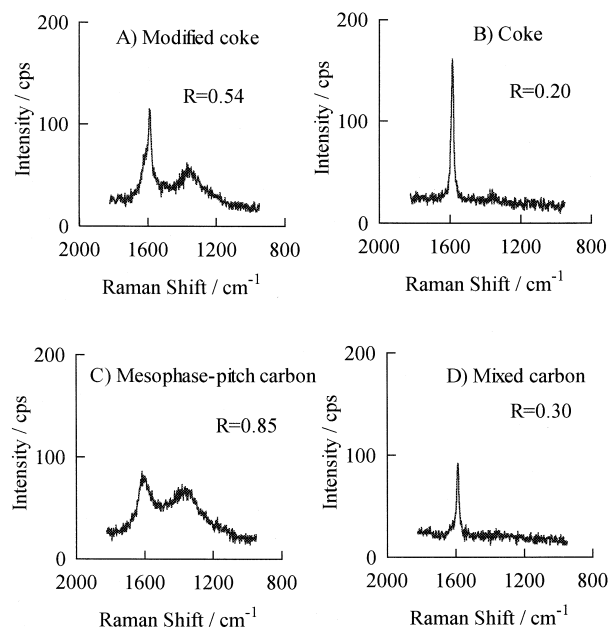 200
A) Modified coke
R=0.54
100
0
Intensity / cps
2000 1600 1200 800
Raman Shift / cm-1
200
B) Coke
R=0.20
100
0
Intensity / cps
2000 1600 1200 800
Raman Shift / cm-1
200
C) Mesophase-pitch carbon
R=0.85
100
0
Intensity / cps
2000 1600 1200 800
Raman Shift / cm-1
200
D) Mixed carbon
R=0.30
100
0
Intensity / cps
2000 1600 1200 800
Raman Shift / cm-1